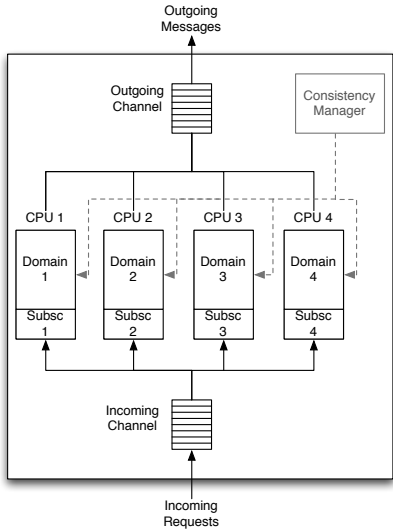 Outgoing
Messages
Outgoing
Channel
Consistency
Manager
CPU 1
CPU 2
CPU 3
CPU 4
Domain
1
Domain
2
Domain
3
Domain
4
Subsc
1
Subsc
2
Subsc
3
Subsc
4
Incoming
Channel
Incoming
Requests